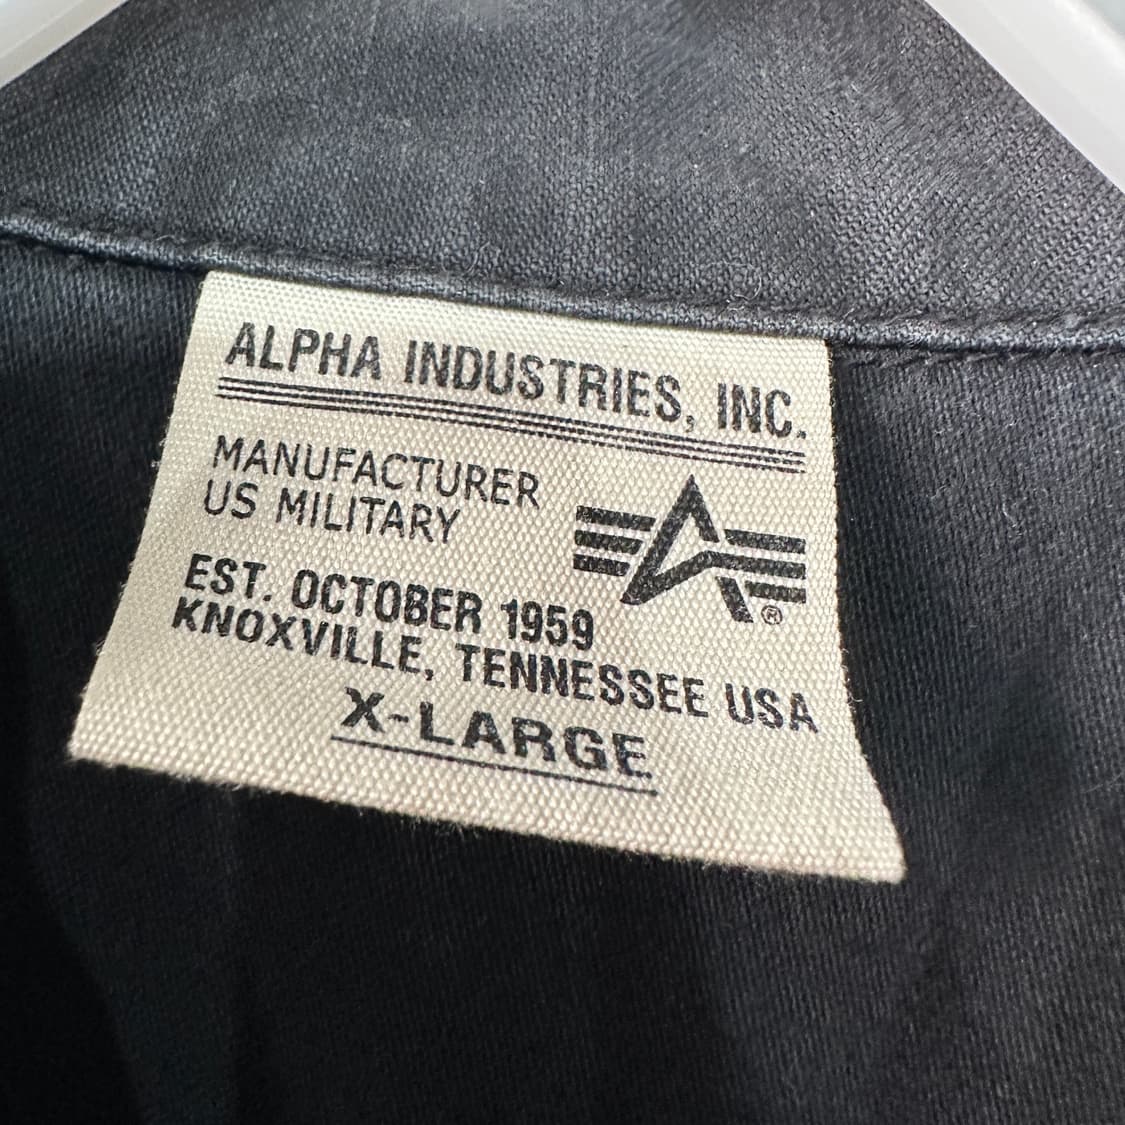 ALPHA INDUSTRIES, INC.
MANUFACTURER
US MILITARY
®
EST. OCTOBER 1959
KNOXVILLE, TENNESSEE USA
X-LARGE